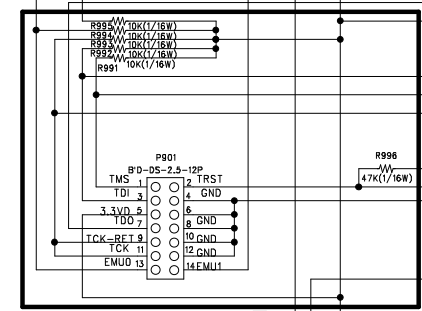 R995 10K(1/16W)
R994 10K(1/16W)
R993 10K(1/16W)
R992 10K(1/16W)
R991 10K(1/16W)
R996
47K(1/16W)
P901
B'D-DS-2.5-12P
TMS 1 2 TRST
TDI 3 4 GND
3.3VD 5 6
TDO 7 8 GND
TCK-RET 9 10 GND
TCK 11 12 GND
EMU0 13 14 EMU1